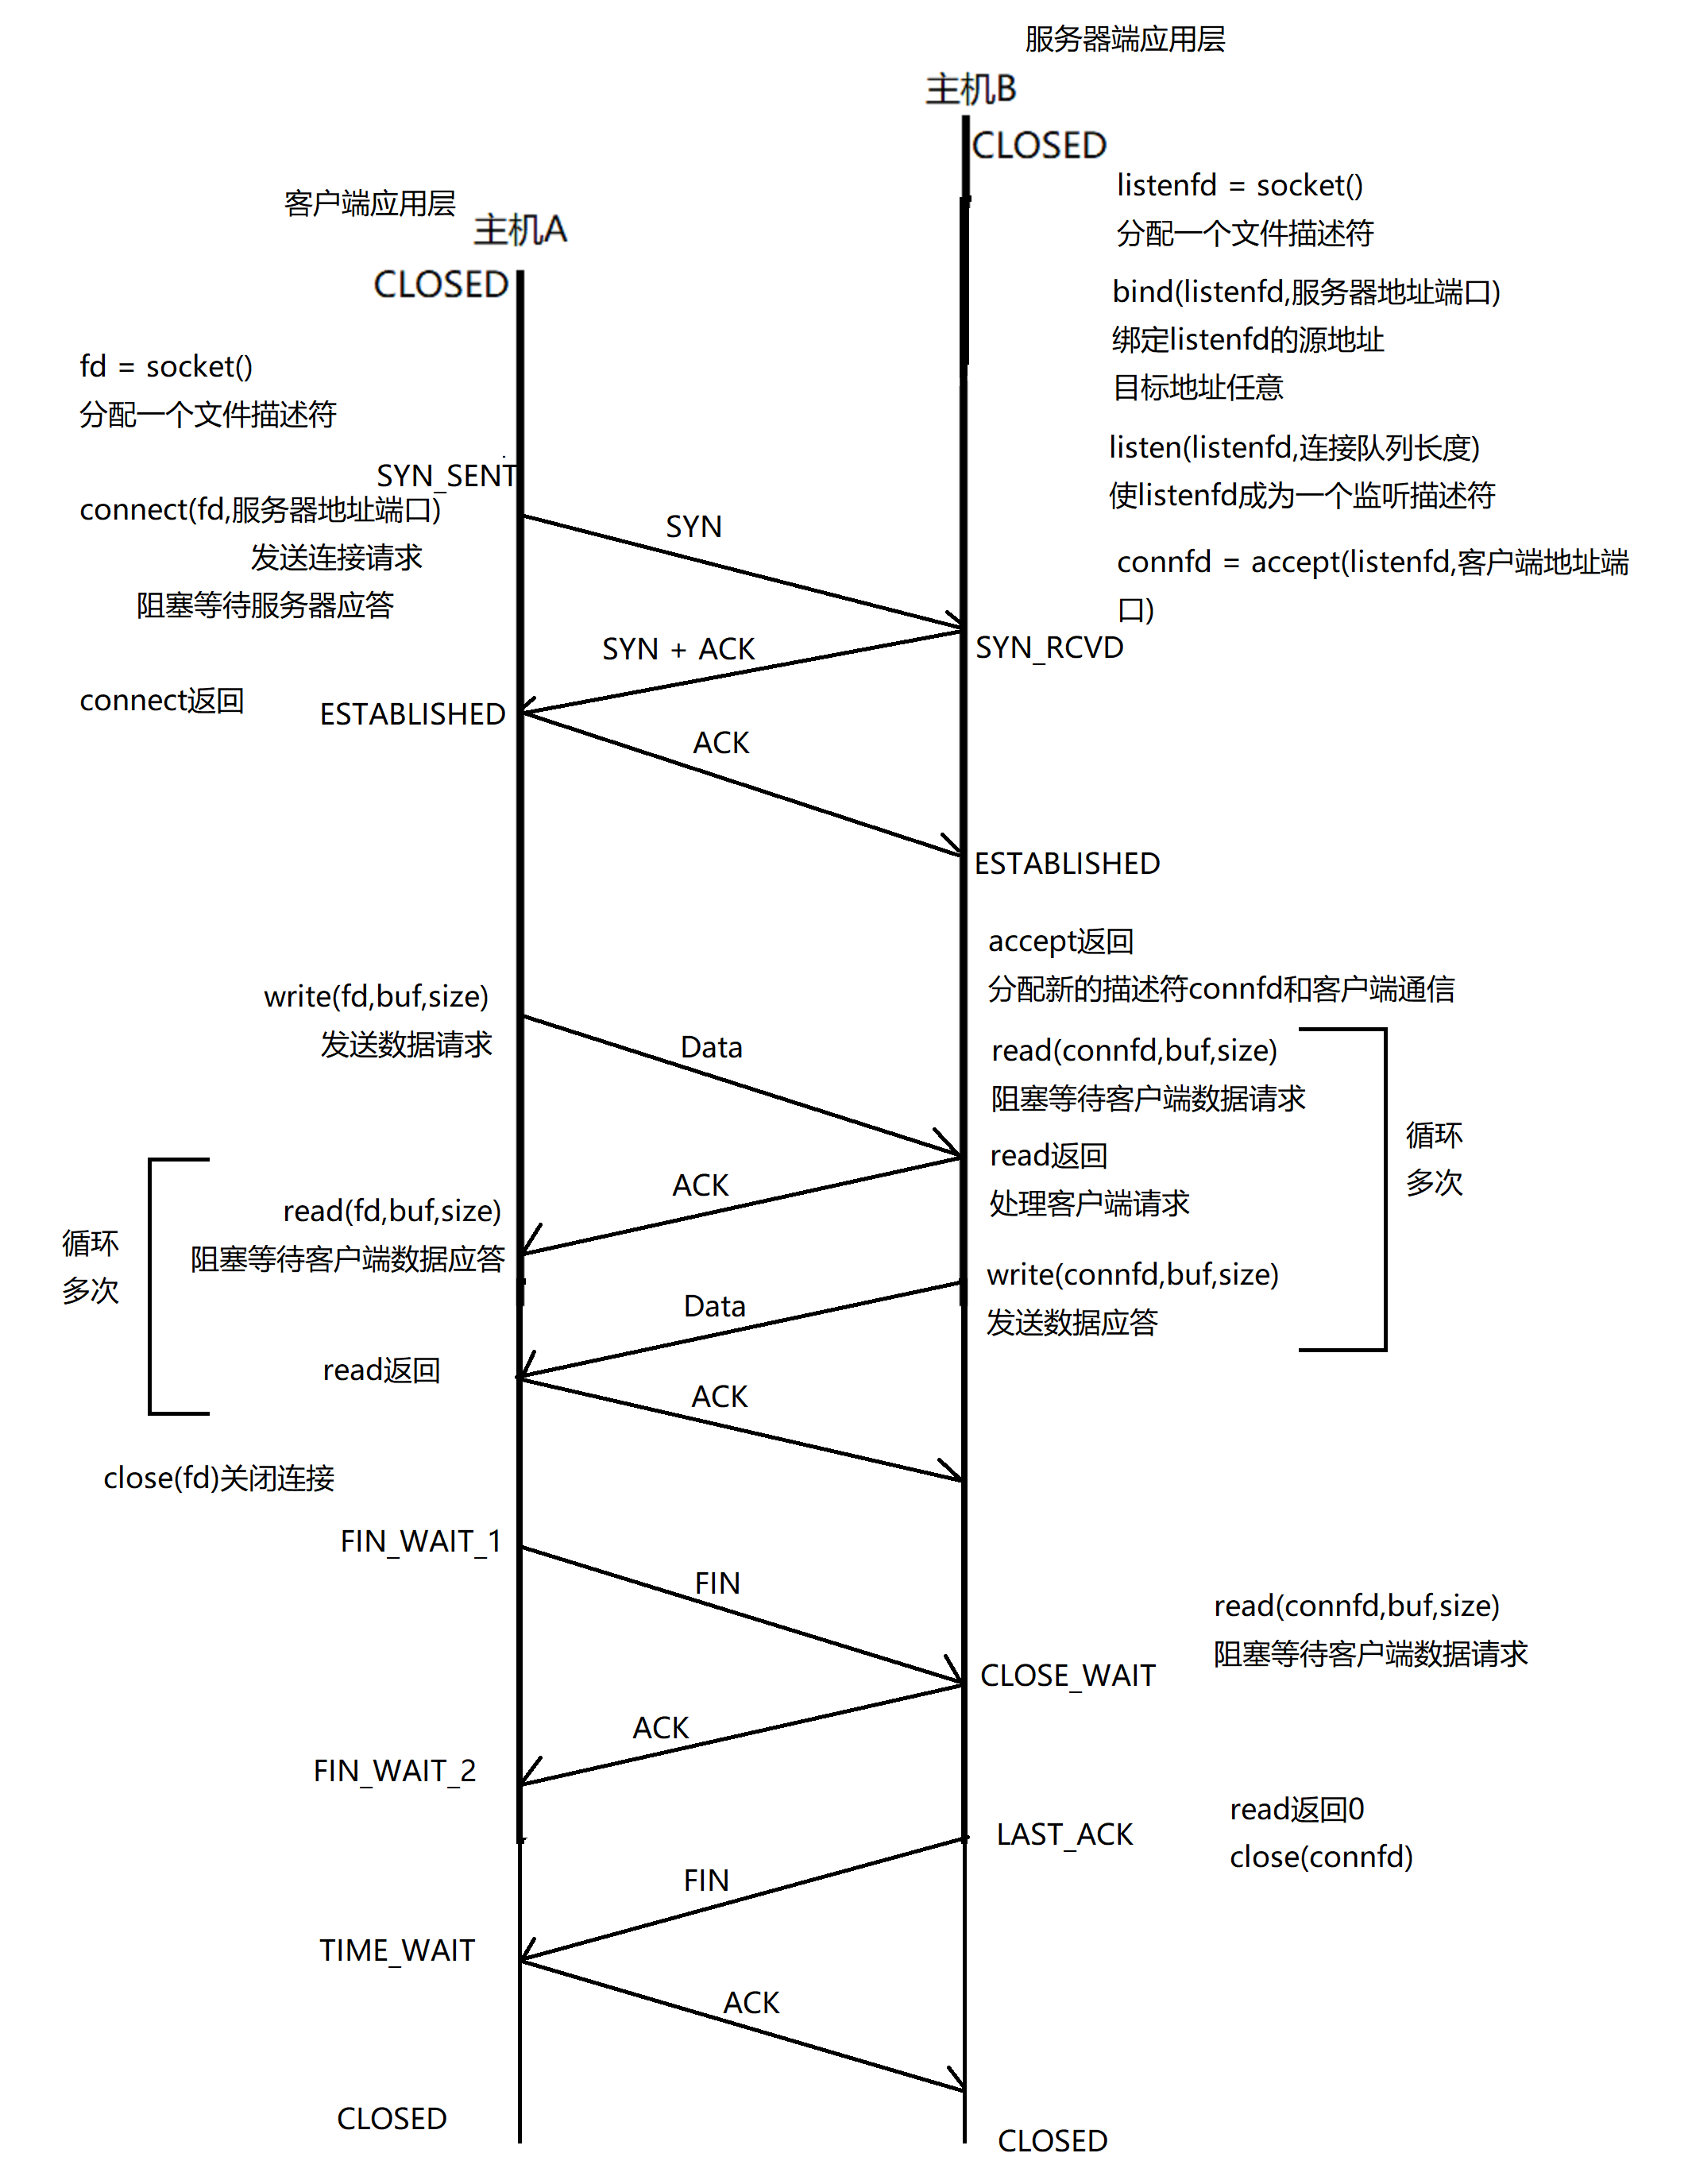 服务器端应用层
主机B
CLOSED
listenfd = socket()
分配一个文件描述符
客户端应用层
主机A
CLOSED
bind(listenfd,服务器地址端口)
绑定listenfd的源地址
目标地址任意
fd = socket()
分配一个文件描述符
listen(listenfd,连接队列长度)
使listenfd成为一个监听描述符
SYN_SENT
connect(fd,服务器地址端口)
发送连接请求
阻塞等待服务器应答
SYN
connfd = accept(listenfd,客户端地址端
口)
SYN + ACK
SYN_RCVD
connect返回
ESTABLISHED
ACK
ESTABLISHED
accept返回
分配新的描述符connfd和客户端通信
write(fd,buf,size)
发送数据请求
Data
read(connfd,buf,size)
阻塞等待客户端数据请求
循环
多次
read返回
处理客户端请求
ACK
read(fd,buf,size)
阻塞等待客户端数据应答
循环
多次
write(connfd,buf,size)
发送数据应答
Data
read返回
ACK
close(fd)关闭连接
FIN_WAIT_1
FIN
read(connfd,buf,size)
阻塞等待客户端数据请求
CLOSE_WAIT
ACK
FIN_WAIT_2
read返回0
close(connfd)
LAST_ACK
FIN
TIME_WAIT
ACK
CLOSED
CLOSED